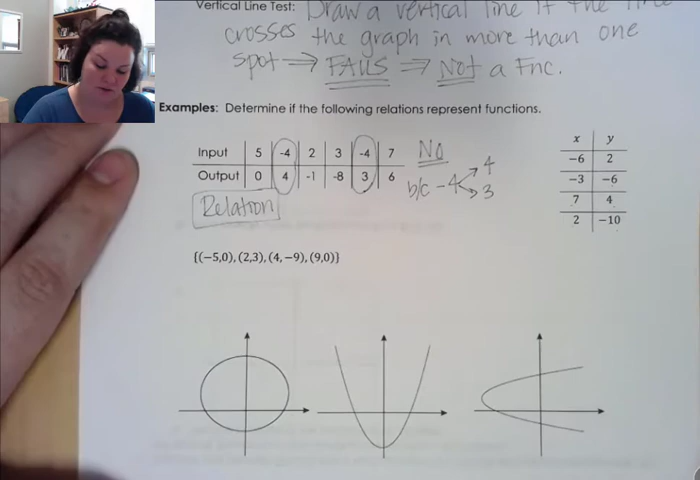 Vertical Line Test: Draw a vertical line if the line
crosses the graph in more than one
spot ⇒ FAILS ⇒ Not a Fnc.
Examples: Determine if the following relations represent functions.
Input 5 -4 2 3 -4 7
Output 0 4 -1 -8 3 6
No
b/c -4 → 4
→ 3
Relation
x y
−6 2
−3 −6
7 4
2 −10
{(−5,0), (2,3), (4, −9), (9,0)}